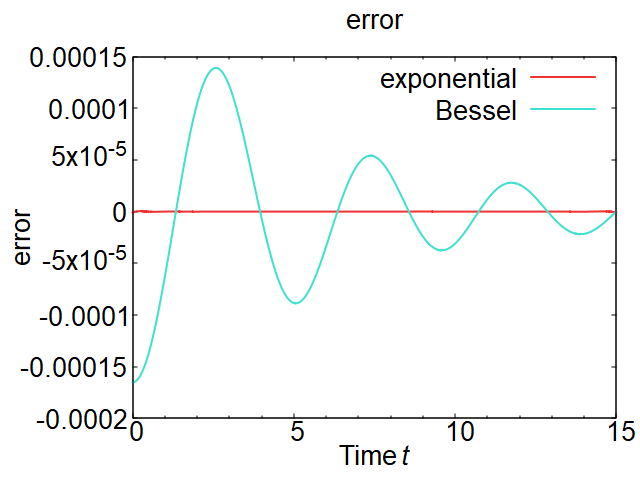 error
0.00015
exponential
0.0001
Bessel
5x10-5
0
error
-5x10-5
-0.0001
-0.00015
-0.0002
0 5 10 15
Time t